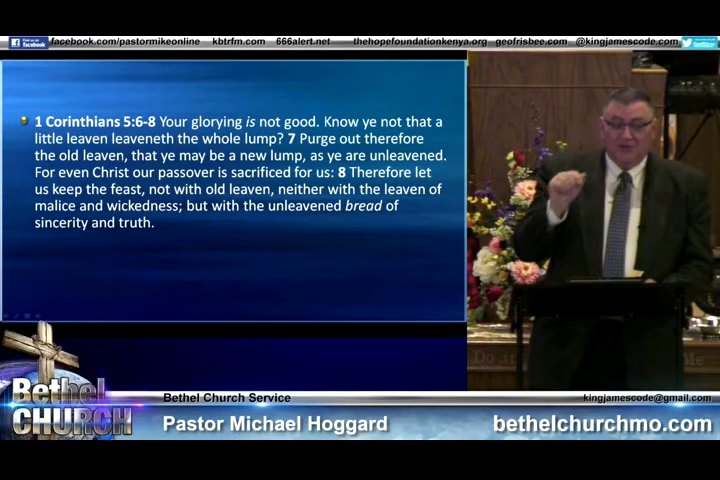 facebook.com/pastormikeonline kbtrfm.com 666alert.net thehopefoundationkenya.org geofrisbee.com @kingjamescode.com
1 Corinthians 5:6-8 Your glorying is not good. Know ye not that a
little leaven leaveneth the whole lump? 7 Purge out therefore
the old leaven, that ye may be a new lump, as ye are unleavened.
For even Christ our passover is sacrificed for us: 8 Therefore let
us keep the feast, not with old leaven, neither with the leaven of
malice and wickedness; but with the unleavened bread of
sincerity and truth.
Do
Me
Bethel
CHURCH
Bethel Church Service
kingjamescode@gmail.com
Pastor Michael Hoggard
bethelchurchmo.com